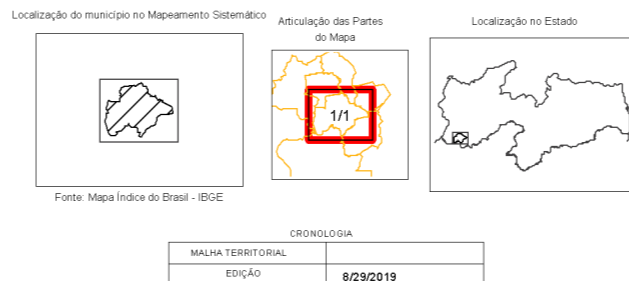 Localização do município no Mapeamento Sistemático
Articulação das Partes
do Mapa
Localização no Estado
1/1
Fonte: Mapa Índice do Brasil - IBGE
CRONOLOGIA
MALHA TERRITORIAL
EDIÇÃO 8/29/2019